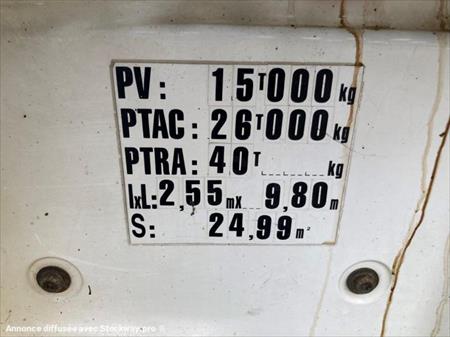 PV: 15T000 kg
PTAC: 26T000 kg
PTRA: 40T kg
lxL: 2,55 mX 9,80 m
S: 24,99 m²
Annonce diffusée avec Stockway.pro ®